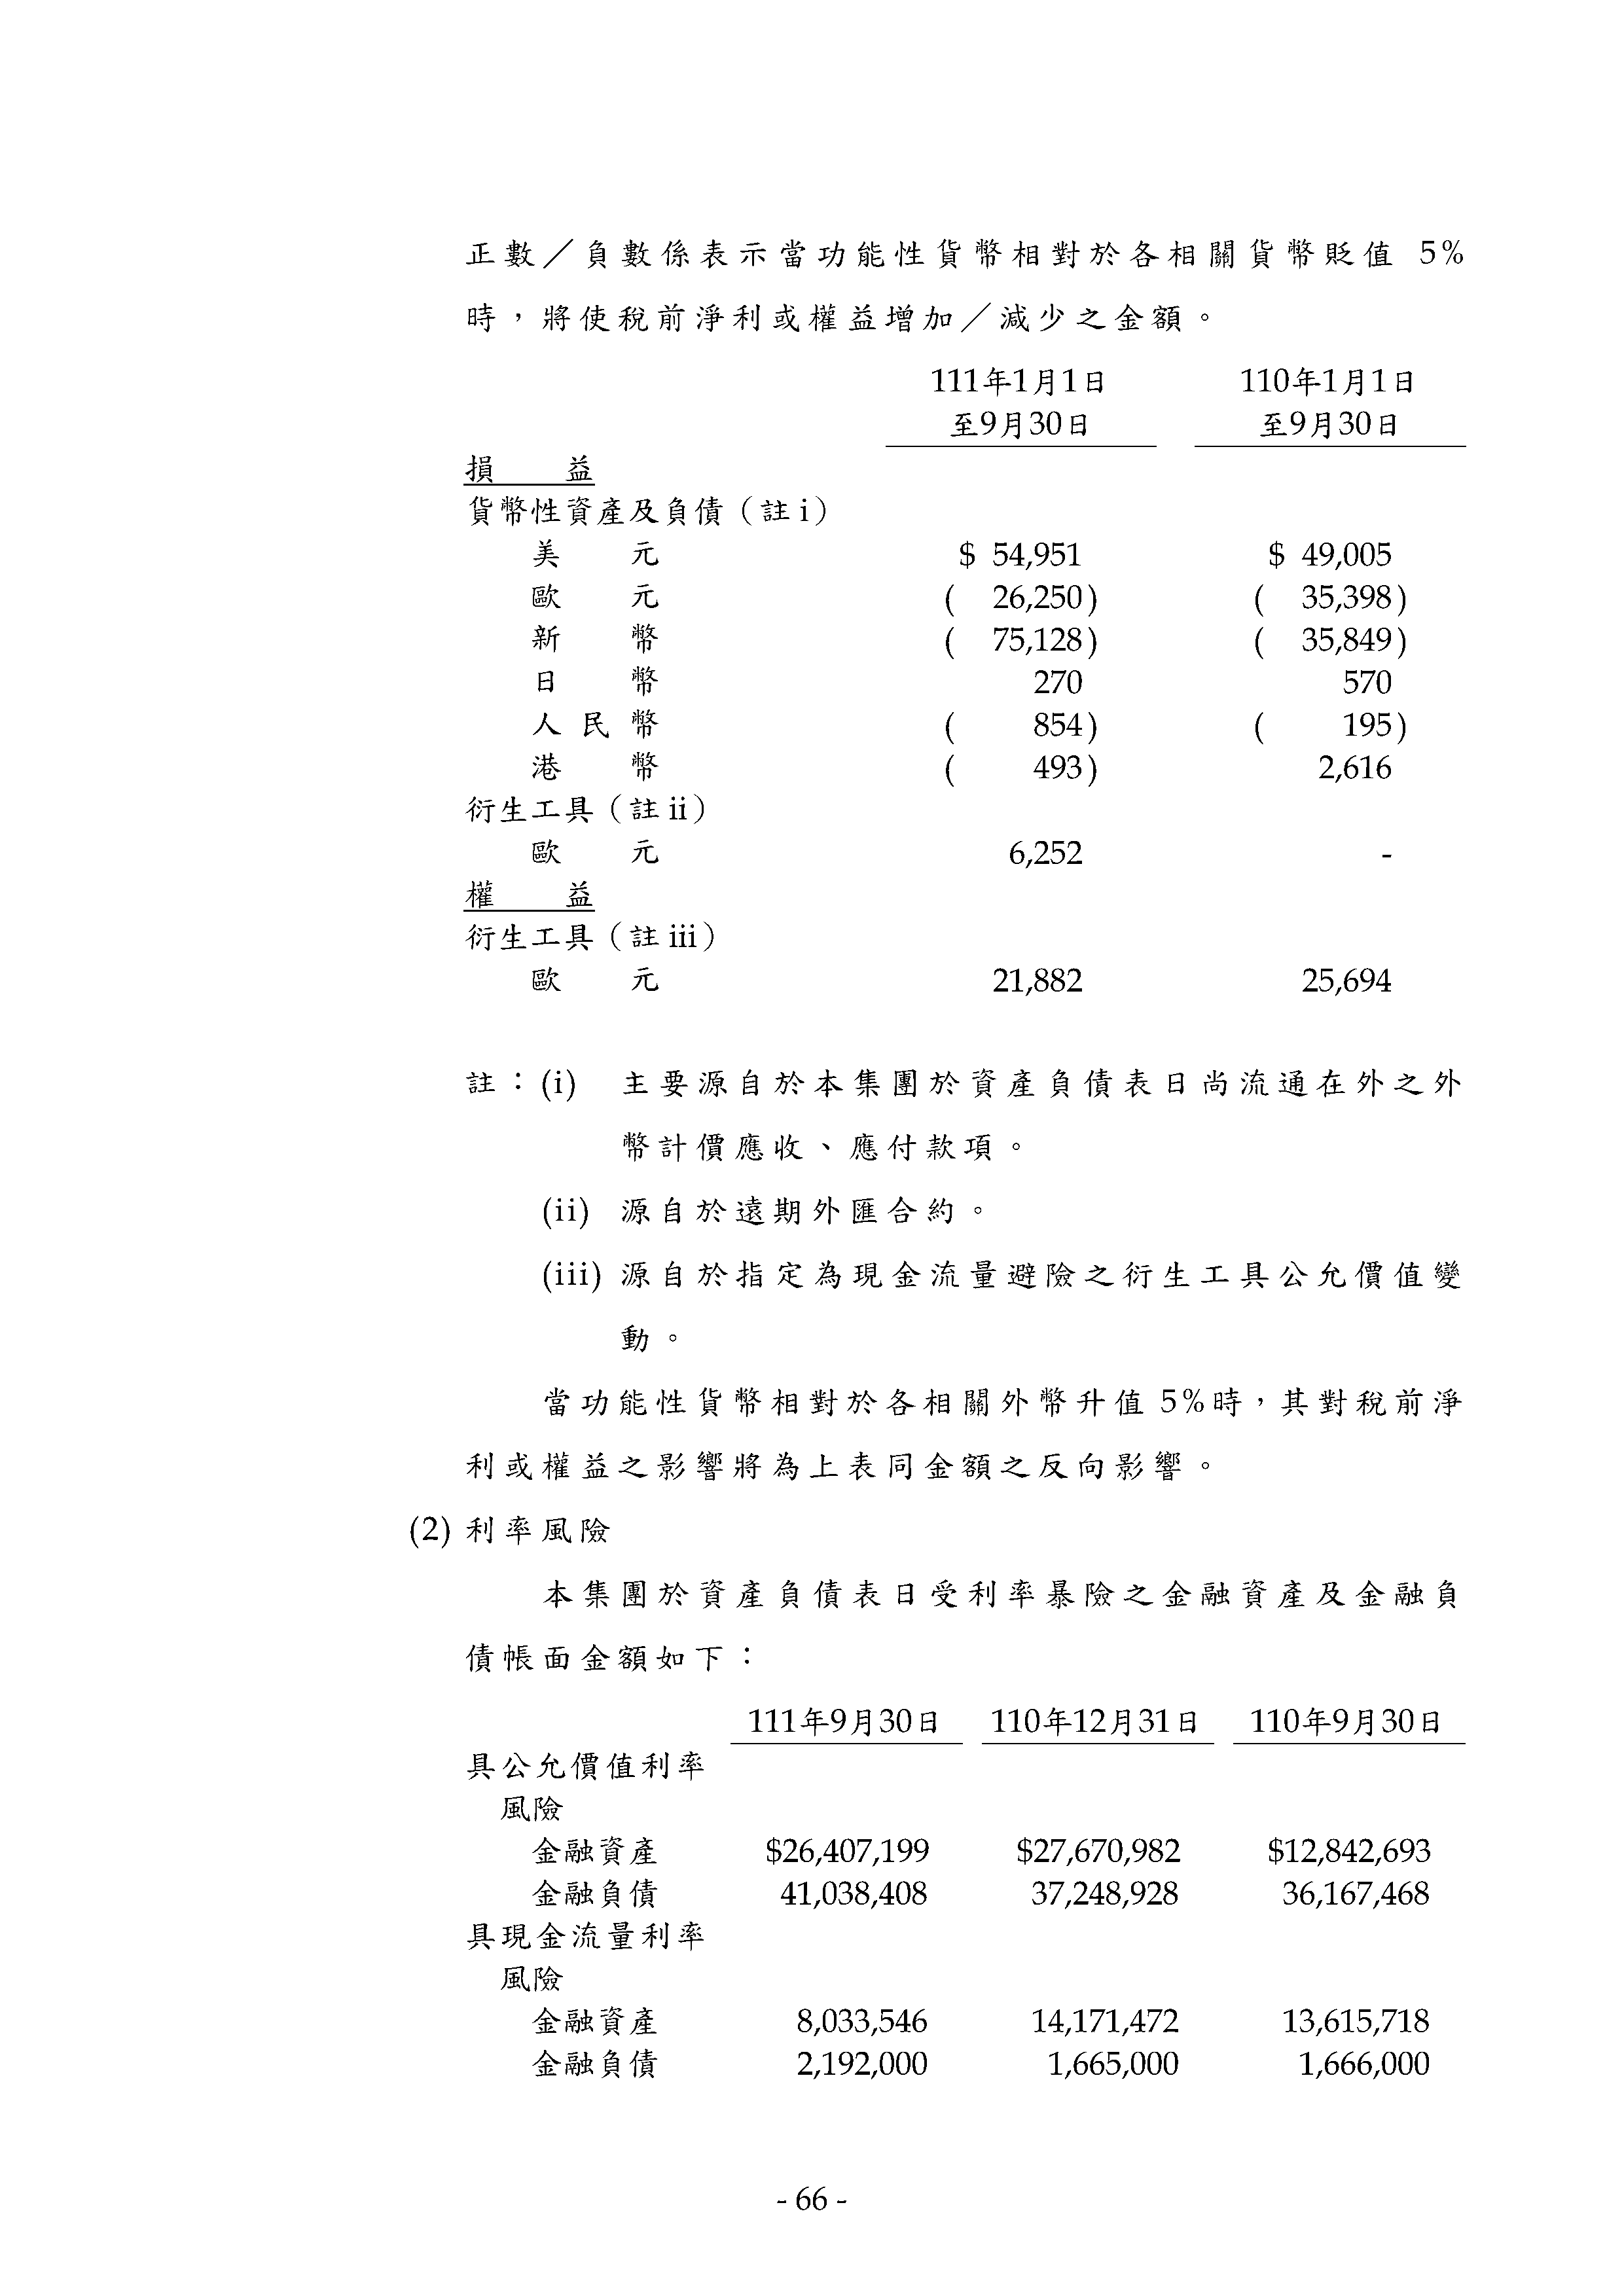 正數／負數係表示當功能性貨幣相對於各相關貨幣貶值 5%
時，將使稅前淨利或權益增加／減少之金額。
111年1月1日 110年1月1日
至9月30日 至9月30日
損 益
貨幣性資產及負債（註 i）
美 元 $ 54,951 $ 49,005
歐 元 ( 26,250) ( 35,398)
新 幣 ( 75,128) ( 35,849)
日 幣 270 570
人 民 幣 ( 854) ( 195)
港 幣 ( 493) 2,616
衍生工具（註 ii）
歐 元 6,252 -
權 益
衍生工具（註 iii）
歐 元 21,882 25,694
註：(i) 主要源自於本集團於資產負債表日尚流通在外之外
幣計價應收、應付款項。
(ii) 源自於遠期外匯合約。
(iii) 源自於指定為現金流量避險之衍生工具公允價值變
動。
當功能性貨幣相對於各相關外幣升值 5%時，其對稅前淨
利或權益之影響將為上表同金額之反向影響。
(2) 利率風險
本集團於資產負債表日受利率暴險之金融資產及金融負
債帳面金額如下：
111年9月30日 110年12月31日 110年9月30日
具公允價值利率
風險
金融資產 $26,407,199 $27,670,982 $12,842,693
金融負債 41,038,408 37,248,928 36,167,468
具現金流量利率
風險
金融資產 8,033,546 14,171,472 13,615,718
金融負債 2,192,000 1,665,000 1,666,000
- 66 -